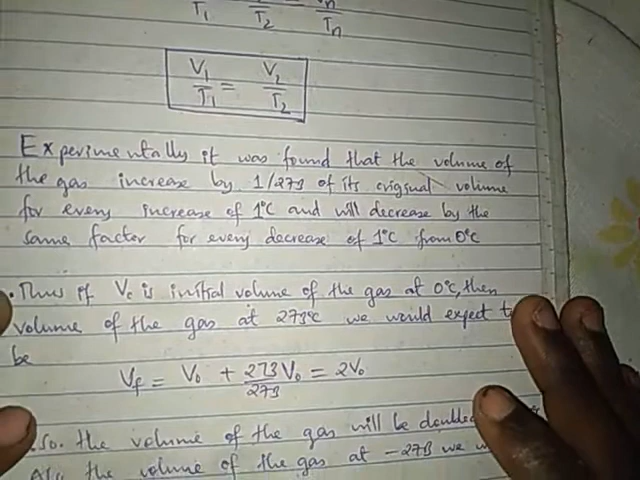 T₁ T₂ Tn
V₁/T₁ = V₂/T₂
Experimentally it was found that the volume of
the gas increase by 1/273 of its original volume
for every increase of 1°C and will decrease by the
same factor for every decrease of 1°C from 0°C
. Thus if V₀ is initial volume of the gas at 0°C, then
volume of the gas at 273°C we would expect t
be
Vf = V₀ + 273V₀/273 = 2V₀
So. the volume of the gas will be doubled
the volume of the gas at -273 we